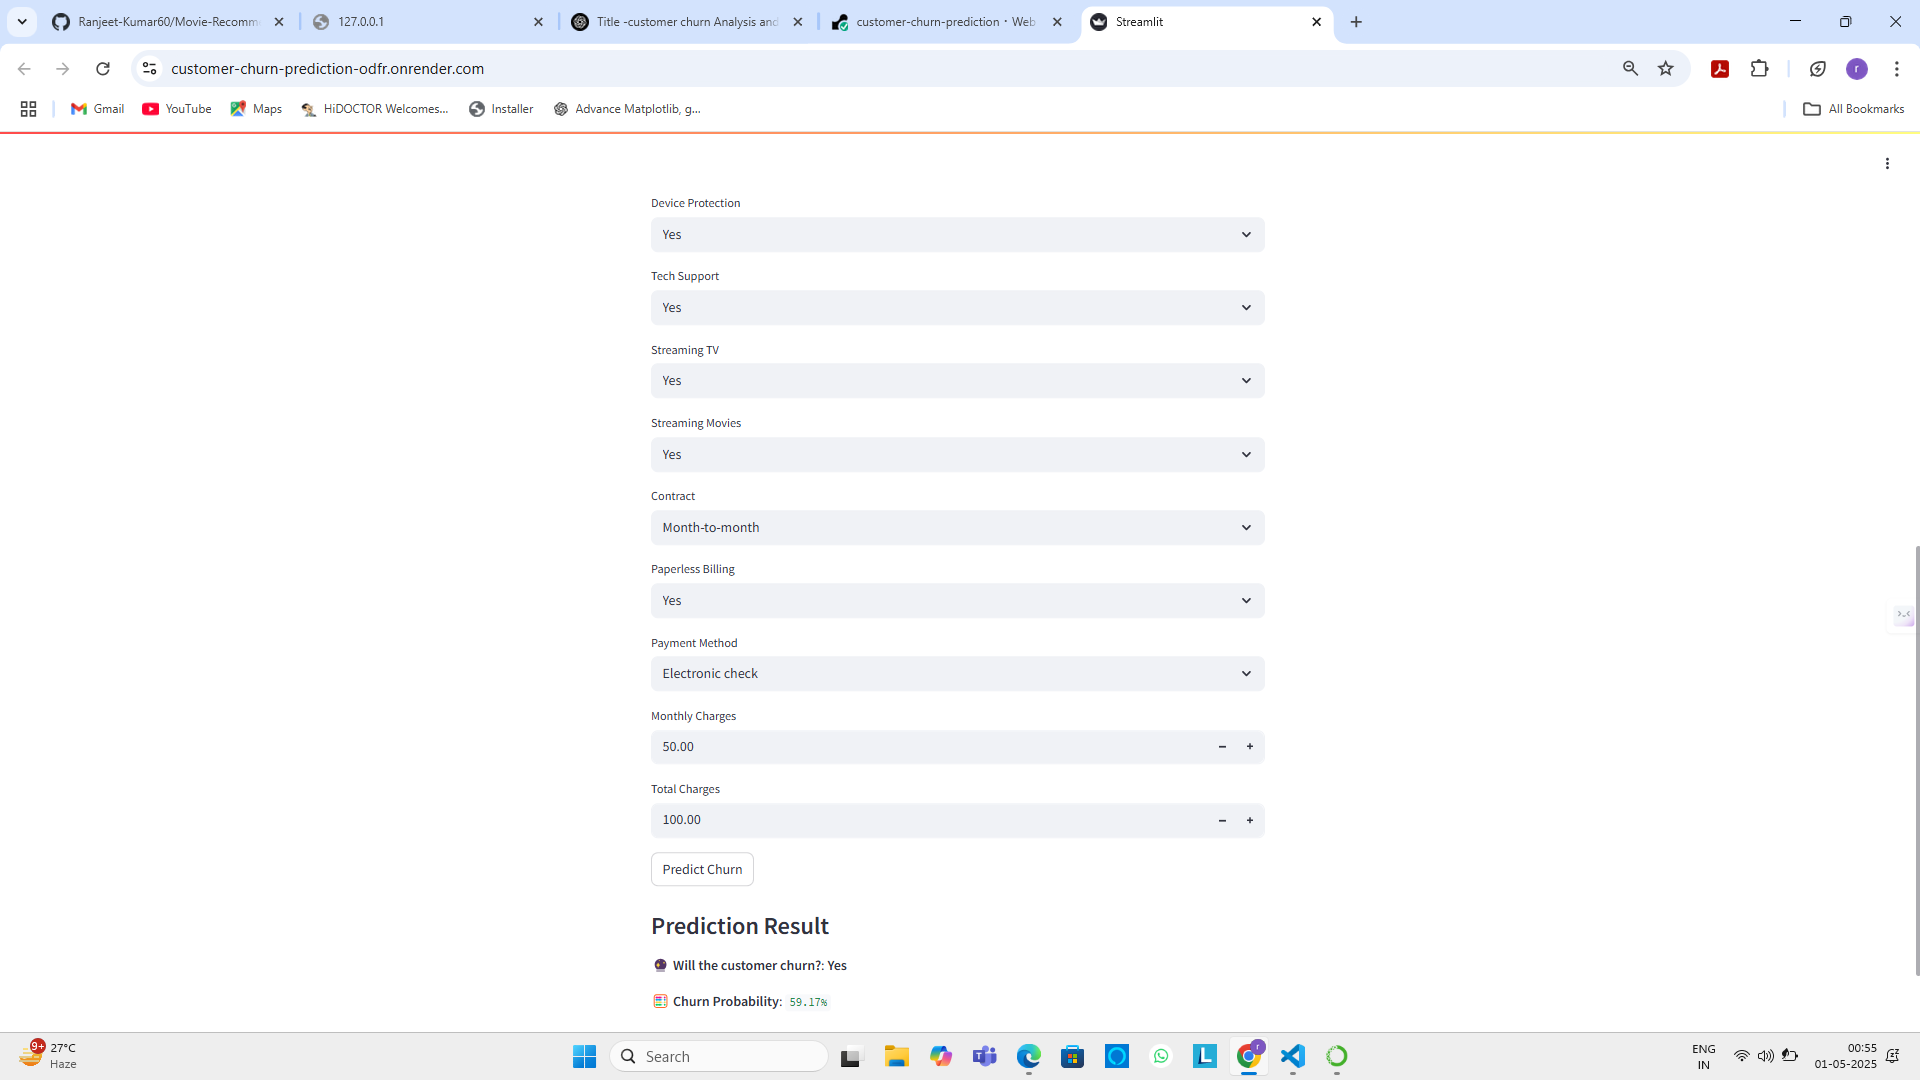 Ranjeet-Kumar60/Movie-Recomm
127.0.0.1
Title -customer churn Analysis and
customer-churn-prediction · Web
Streamlit
customer-churn-prediction-odfr.onrender.com
r
Gmail
YouTube
Maps
HiDOCTOR Welcomes...
Installer
Advance Matplotlib, g...
All Bookmarks
Device Protection
Yes
Tech Support
Yes
Streaming TV
Yes
Streaming Movies
Yes
Contract
Month-to-month
Paperless Billing
Yes
Payment Method
Electronic check
Monthly Charges
50.00
Total Charges
100.00
Predict Churn
Prediction Result
Will the customer churn?: Yes
Churn Probability: 59.17%
9+
27°C
Haze
Search
ENG
IN
00:55
01-05-2025